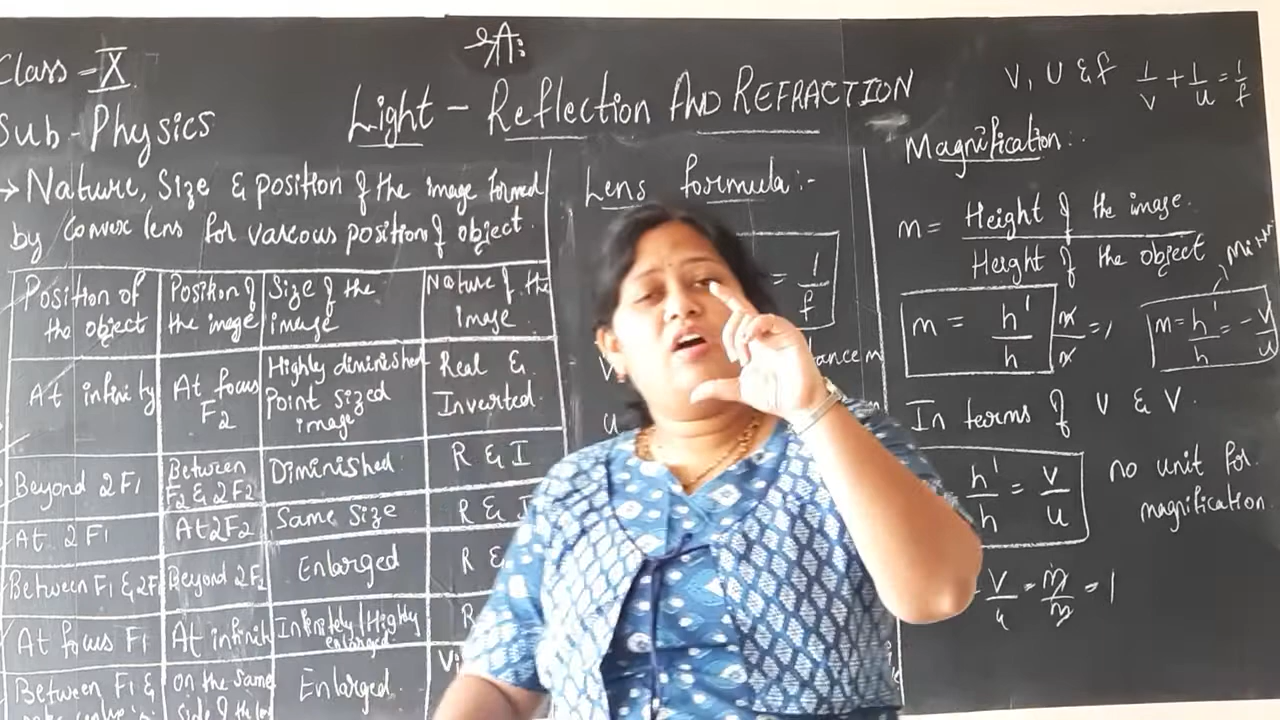 Class - X
Sub - Physics
Light - Reflection AND REFRACTION
→ Nature, Size & position of the image formed
by convex lens for various position of object.
Position of the object | Position of the image | Size of the image | Nature of the image
At infinity | At focus F2 | Highly diminished Point sized image | Real & Inverted
Beyond 2F1 | Between F2 & 2F2 | Diminished | R & I
At 2F1 | At 2F2 | Same Size | R & I
Between F1 & 2F1 | Beyond 2F2 | Enlarged | R &
At focus F1 | At infinity | Infinitely / Highly enlarged | R
Between F1 & | On the same side of the | Enlarged | Vi
Lens formula:-
= 1/f
V
u
V, U & f 1/v + 1/u = 1/f
Magnification:-
m = Height of the image. / Height of the object
m = h'/h m/m =,
m = h'/h = -v/u
In terms of U & V.
h'/h = v/u
no unit for
magnification.
v/u = m/m = 1